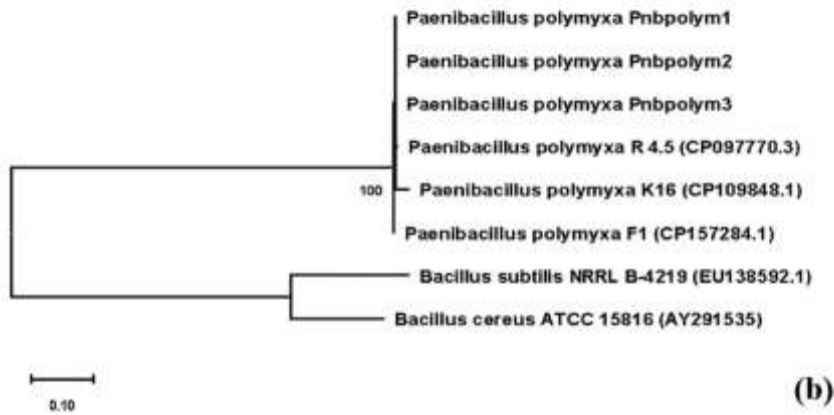 Paenibacillus polymyxa Pnbpolym1
Paenibacillus polymyxa Pnbpolym2
Paenibacillus polymyxa Pnbpolym3
Paenibacillus polymyxa R 4.5 (CP097770.3)
100
Paenibacillus polymyxa K16 (CP109848.1)
Paenibacillus polymyxa F1 (CP157284.1)
Bacillus subtilis NRRL B-4219 (EU138592.1)
Bacillus cereus ATCC 15816 (AY291535)
0.10
(b)